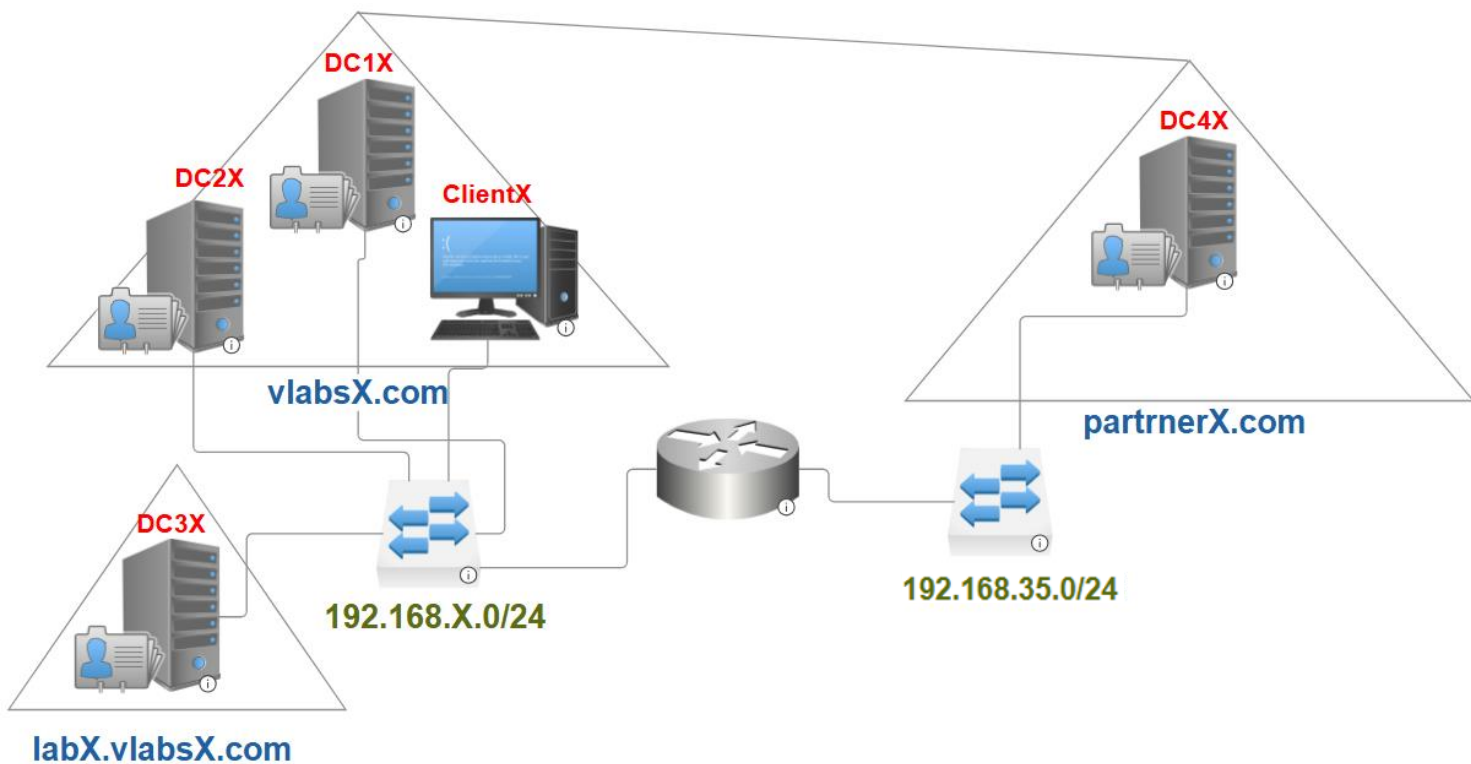 DC1X
DC4X
DC2X
ClientX
vlabsX.com
partrnerX.com
DC3X
192.168.X.0/24
192.168.35.0/24
labX.vlabsX.com